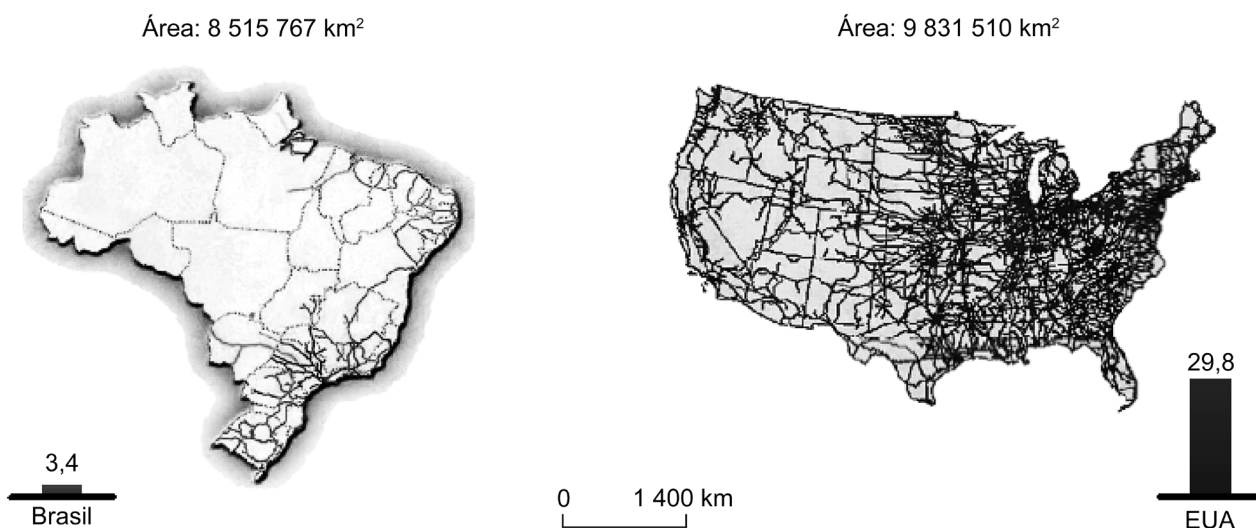 Área: 8 515 767 km²
Área: 9 831 510 km²
29,8
3,4
0 1 400 km
Brasil
EUA